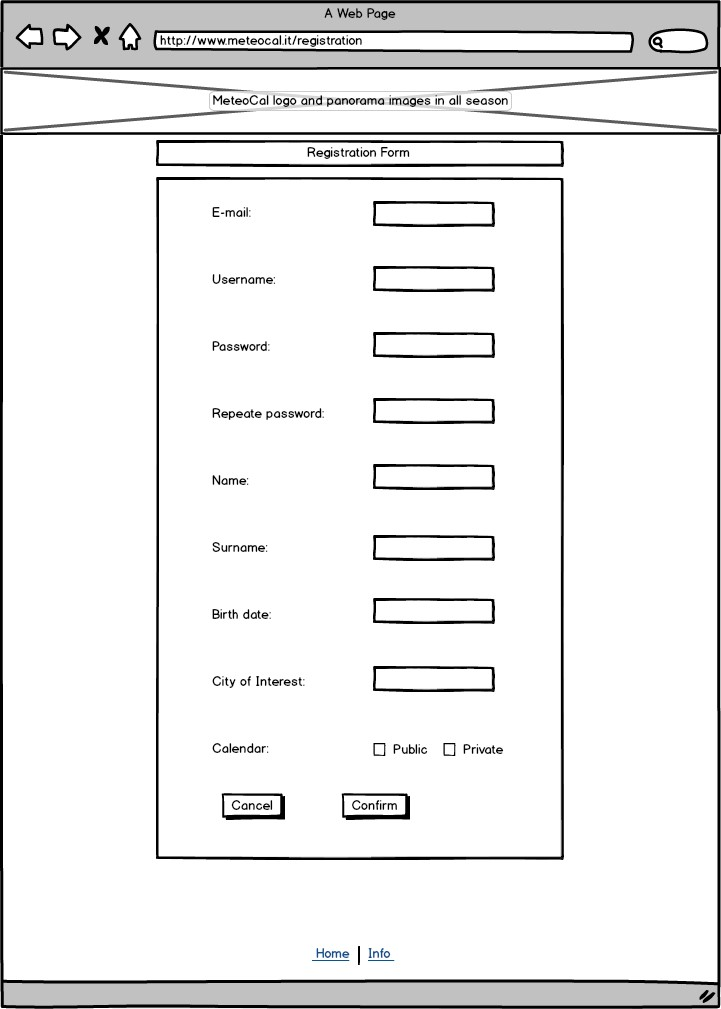 A Web Page
http://www.meteocal.it/registration
MeteoCal logo and panorama images in all season
Registration Form
E-mail:
Username:
Password:
Repeate password:
Name:
Surname:
Birth date:
City of Interest:
Calendar: Public Private
Cancel Confirm
Home Info